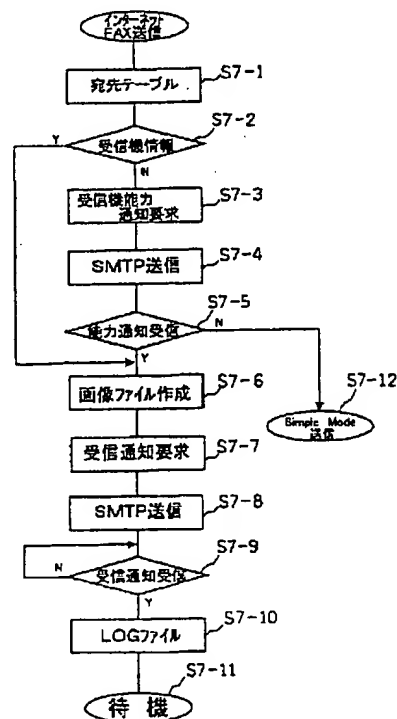 インターネット
FAX送信
S7-1
宛先テーブル
S7-2
Y
受信機情報
N
S7-3
受信機能力
通知要求
S7-4
SMTP送信
S7-5
能力通知受信
N
Y
S7-6
画像ファイル作成
S7-12
Simple Mode
送信
S7-7
受信通知要求
S7-8
SMTP送信
S7-9
N
受信通知受信
Y
S7-10
LOGファイル
S7-11
待機